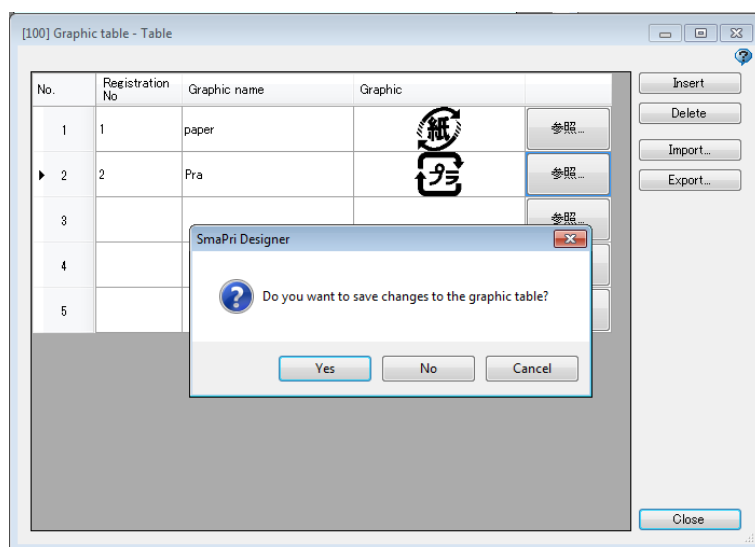 [100] Graphic table - Table
No.
Registration No
Graphic name
Graphic
Insert
Delete
Import...
Export...
1
1
paper
紙
参照...
2
2
Pra
プラ
参照...
3
参照...
4
5
SmaPri Designer
Do you want to save changes to the graphic table?
Yes
No
Cancel
Close